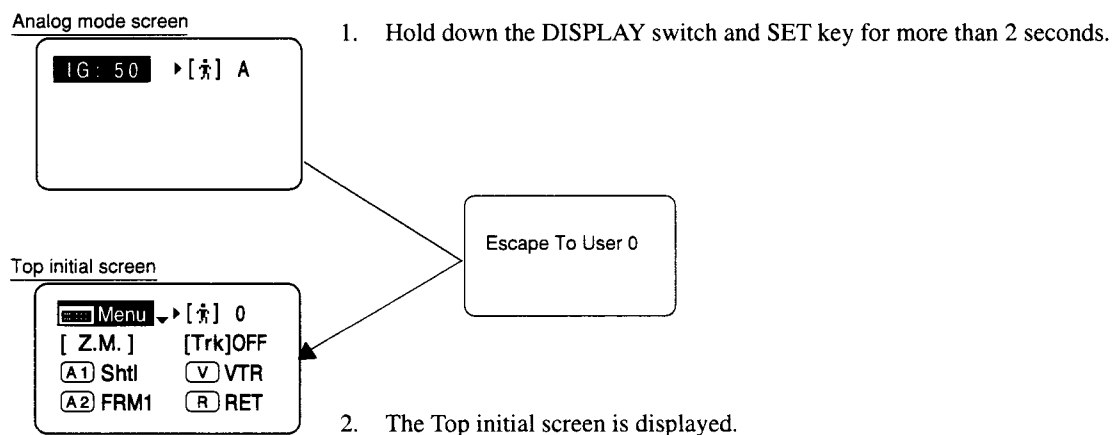 Analog mode screen
1. Hold down the DISPLAY switch and SET key for more than 2 seconds.
IG: 50 ▸[🚶] A
Escape To User 0
Top initial screen
Menu ▸[🚶] 0
[ Z.M. ] [Trk]OFF
A1 Shtl V VTR
A2 FRM1 R RET
2. The Top initial screen is displayed.